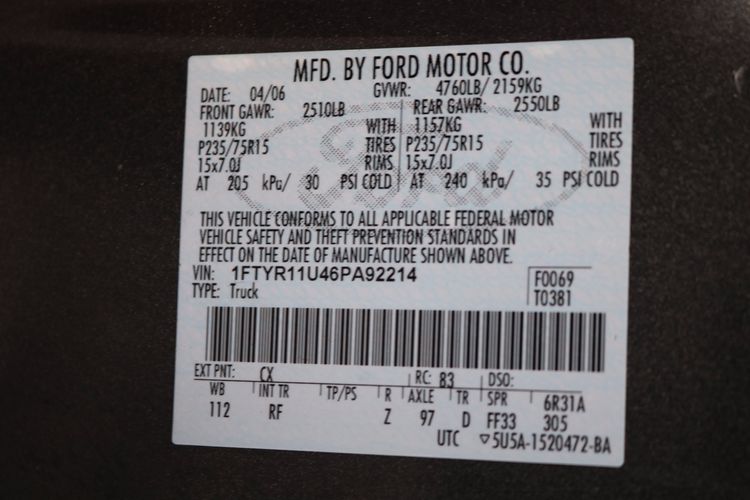 MFD. BY FORD MOTOR CO.
DATE: 04/06 GVWR: 4760LB/ 2159KG
FRONT GAWR: 2510LB REAR GAWR: 2550LB
1139KG WITH 1157KG WITH
P235/75R15 TIRES P235/75R15 TIRES
15x7.0J RIMS 15x7.0J RIMS
AT 205 kPa/ 30 PSI COLD AT 240 kPa/ 35 PSI COLD
Ford
THIS VEHICLE CONFORMS TO ALL APPLICABLE FEDERAL MOTOR
VEHICLE SAFETY AND THEFT PREVENTION STANDARDS IN
EFFECT ON THE DATE OF MANUFACTURE SHOWN ABOVE.
VIN: 1FTYR11U46PA92214 F0069
TYPE: Truck T0381
EXT PNT: CX RC: 83 DSO:
WB INT TR TP/PS R AXLE TR SPR 6R31A
112 RF Z 97 D FF33 305
UTC ▽5U5A-1520472-BA